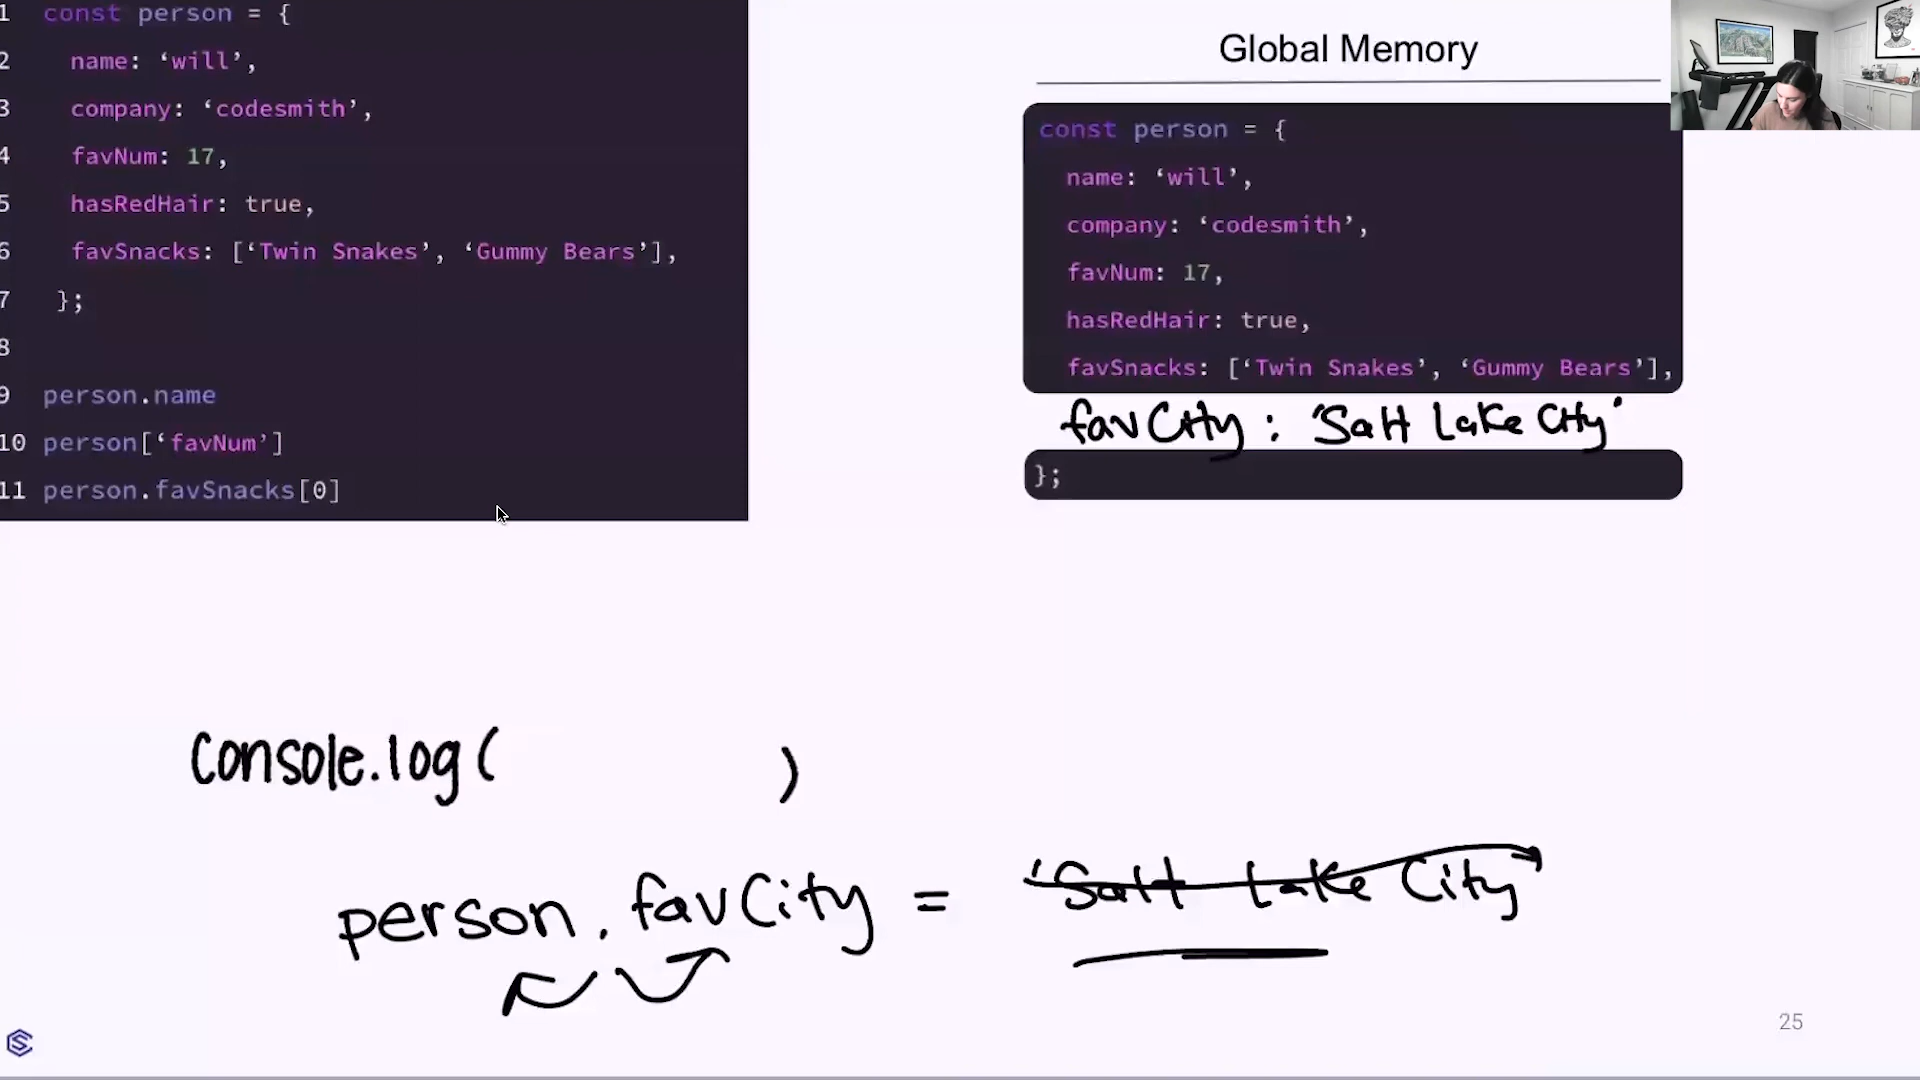 1 const person = {
2 name: ‘will’,
3 company: ‘codesmith’,
4 favNum: 17,
5 hasRedHair: true,
6 favSnacks: [‘Twin Snakes’, ‘Gummy Bears’],
7 };
8
9 person.name
10 person[‘favNum’]
11 person.favSnacks[0]
Global Memory
const person = {
name: ‘will’,
company: ‘codesmith’,
favNum: 17,
hasRedHair: true,
favSnacks: [‘Twin Snakes’, ‘Gummy Bears’],
favCity: 'Salt Lake City'
};
console.log( )
person.favCity = 'Salt Lake City'
25